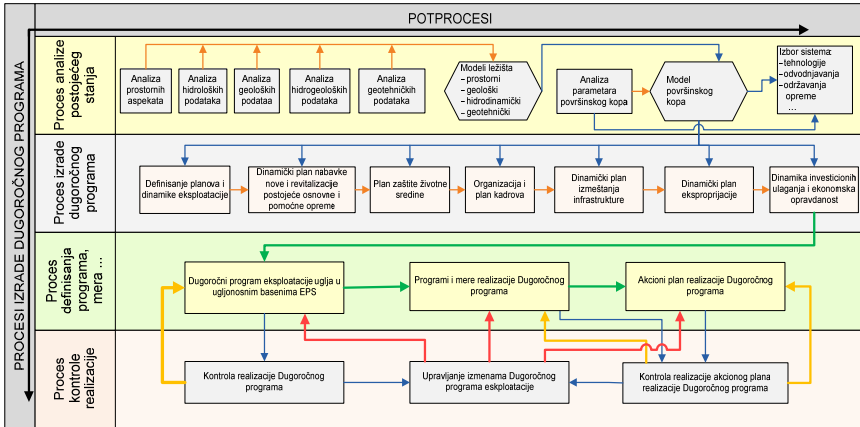 POTPROCESI
PROCESI IZRADE DUGOROČNOG PROGRAMA
Proces analize
postojećeg
stanja
Analiza
prostornih
aspekata
Analiza
hidroloških
podataka
Analiza
geoloških
podataa
Analiza
hidrogeoloških
podataka
Analiza
geotehničkih
podataka
Modeli ležišta
– prostorni
– geološki
– hidrodinamički
– geotehnički
Analiza
parametara
površinskog kopa
Model
površinskog
kopa
Izbor sistema:
–tehnologije
–odvodnjavanja
–održavanja
opreme
...
Proces izrade
dugoročnog
programa
Definisanje planova i
dinamike eksploatacije
Dinamički plan nabavke
nove i revitalizacije
postojeće osnovne i
pomoćne opreme
Plan zaštite životne
sredine
Organizacija i
plan kadrova
Dinamički plan
izmeštanja
infrastrukture
Dinamički plan
eksproprijacije
Dinamika investicionih
ulaganja i ekonomska
opravdanost
Proces
definisanja
programa,
mera ...
Dugoročni program eksploatacije uglja u
ugljonosnim basenima EPS
Programi i mere realizacije Dugoročnog
programa
Akcioni plan realizacije Dugoročnog
programa
Proces
kontrole
realizacije
Kontrola realizacije Dugoročnog
programa
Upravljanje izmenama Dugoročnog
programa eskploatacije
Kontrola realizacije akcionog plana
realizacije Dugoročnog programa